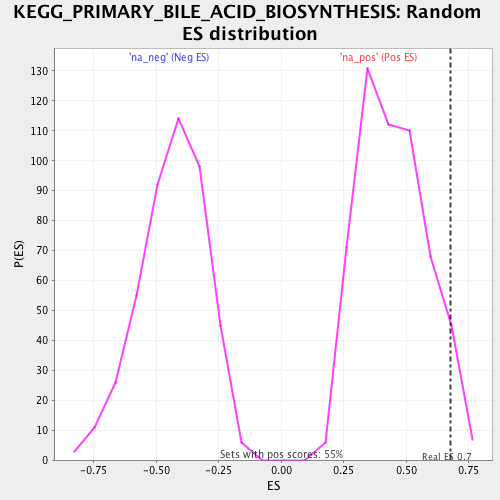 KEGG_PRIMARY_BILE_ACID_BIOSYNTHESIS: Random
ES distribution
'na_neg' (Neg ES)
'na_pos' (Pos ES)
130
120
110
100
90
80
70
60
50
40
30
20
10
0
P(ES)
Sets with pos scores: 55%
Real ES 0.7
-0.75
-0.50
-0.25
0.00
0.25
0.50
0.75
ES